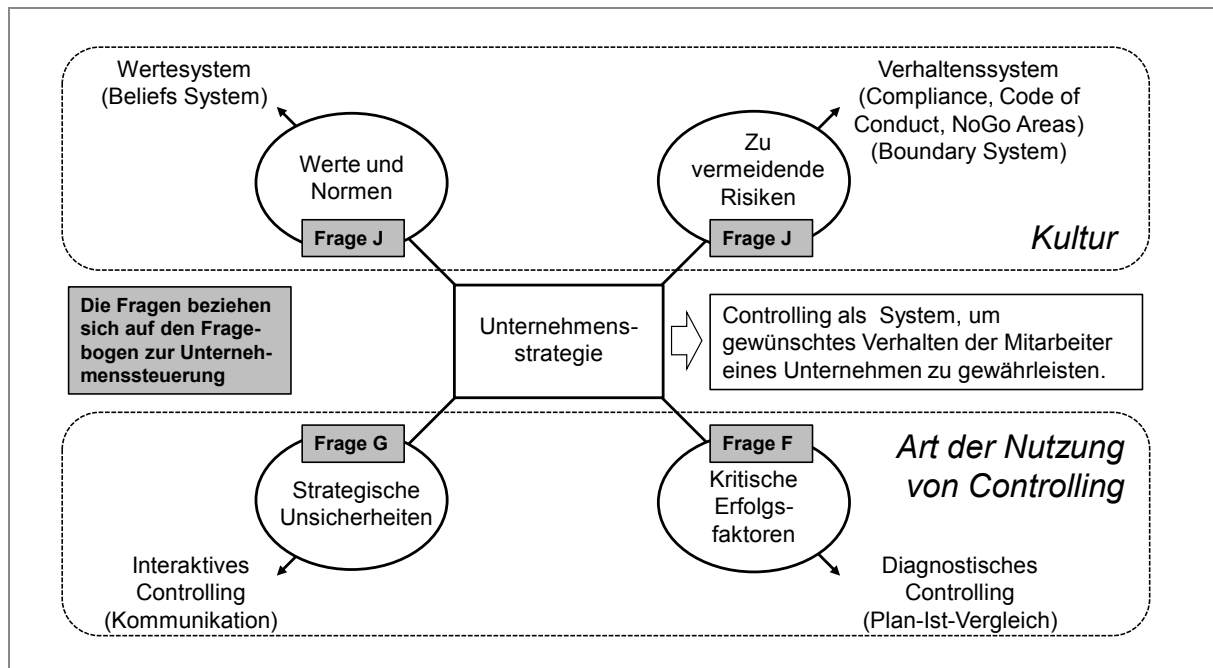 Wertesystem
(Beliefs System)
Verhaltenssystem
(Compliance, Code of
Conduct, NoGo Areas)
(Boundary System)
Werte und
Normen
Frage J
Zu
vermeidende
Risiken
Frage J
Kultur
Die Fragen beziehen
sich auf den Frage-
bogen zur Unterneh-
menssteuerung
Unternehmens-
strategie
Controlling als System, um
gewünschtes Verhalten der Mitarbeiter
eines Unternehmen zu gewährleisten.
Frage G
Strategische
Unsicherheiten
Frage F
Kritische
Erfolgs-
faktoren
Art der Nutzung
von Controlling
Interaktives
Controlling
(Kommunikation)
Diagnostisches
Controlling
(Plan-Ist-Vergleich)